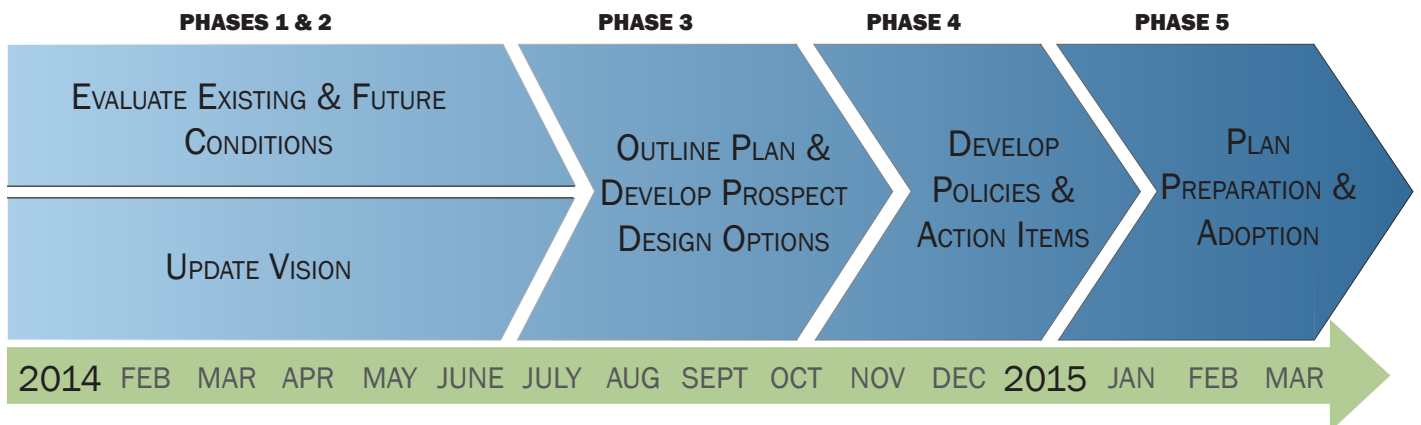 PHASES 1 & 2 PHASE 3 PHASE 4 PHASE 5
EVALUATE EXISTING & FUTURE
CONDITIONS
UPDATE VISION
OUTLINE PLAN &
DEVELOP PROSPECT
DESIGN OPTIONS
DEVELOP
POLICIES &
ACTION ITEMS
PLAN
PREPARATION &
ADOPTION
2014 FEB MAR APR MAY JUNE JULY AUG SEPT OCT NOV DEC 2015 JAN FEB MAR